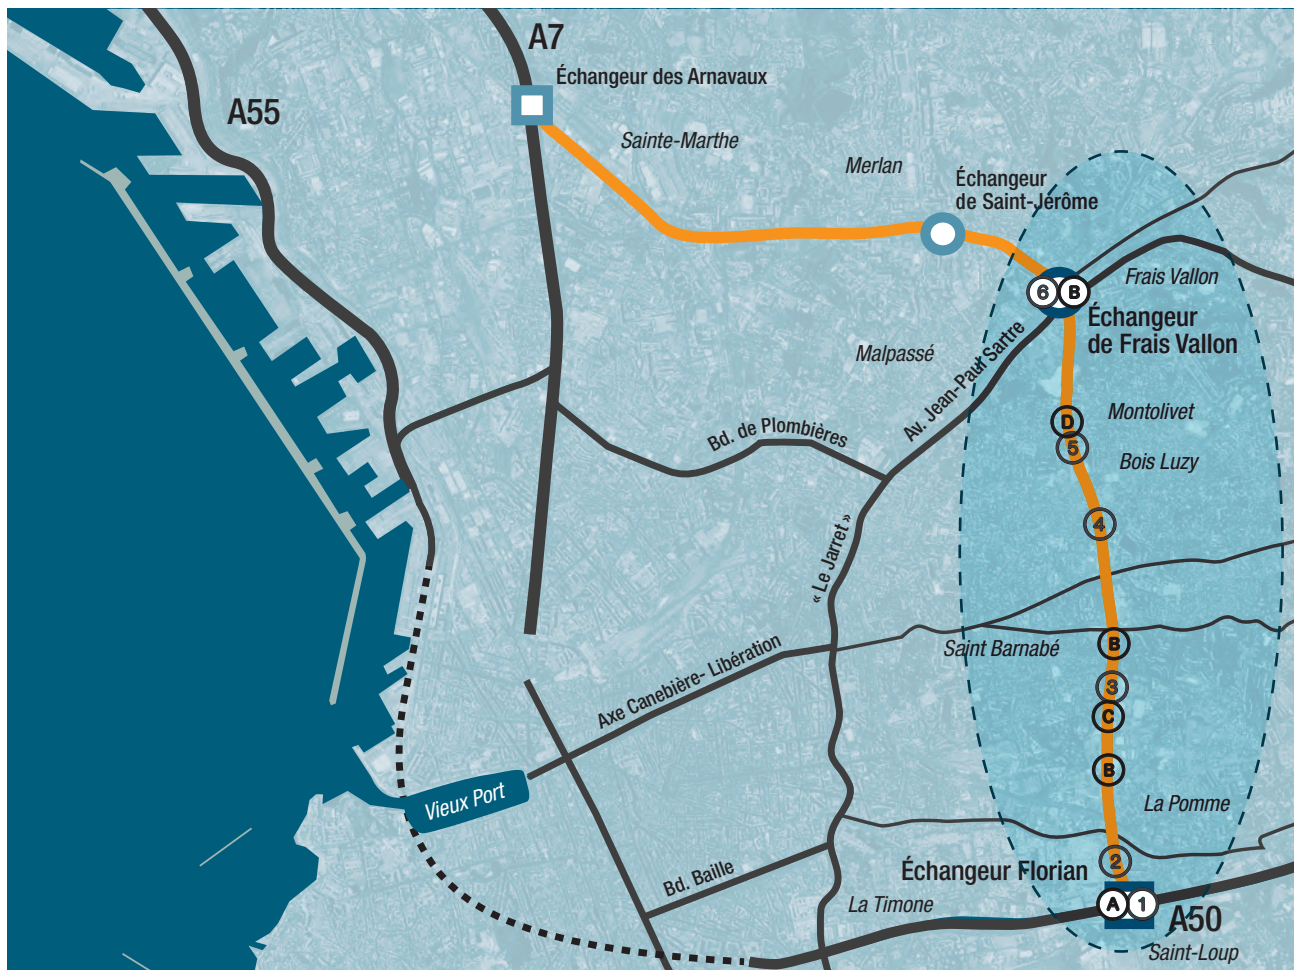 A7
Échangeur des Arnavaux
A55
Sainte-Marthe
Merlan
Échangeur
de Saint-Jérôme
Frais Vallon
6 B
Échangeur
de Frais Vallon
Malpassé
Av. Jean-Paul Sartre
Montolivet
D
Bd. de Plombières
5
Bois Luzy
4
« Le Jarret »
B
Saint Barnabé
Axe Canebière- Libération
3
C
B
Vieux Port
La Pomme
2
Échangeur Florian
Bd. Baille
La Timone
A 1
A50
Saint-Loup